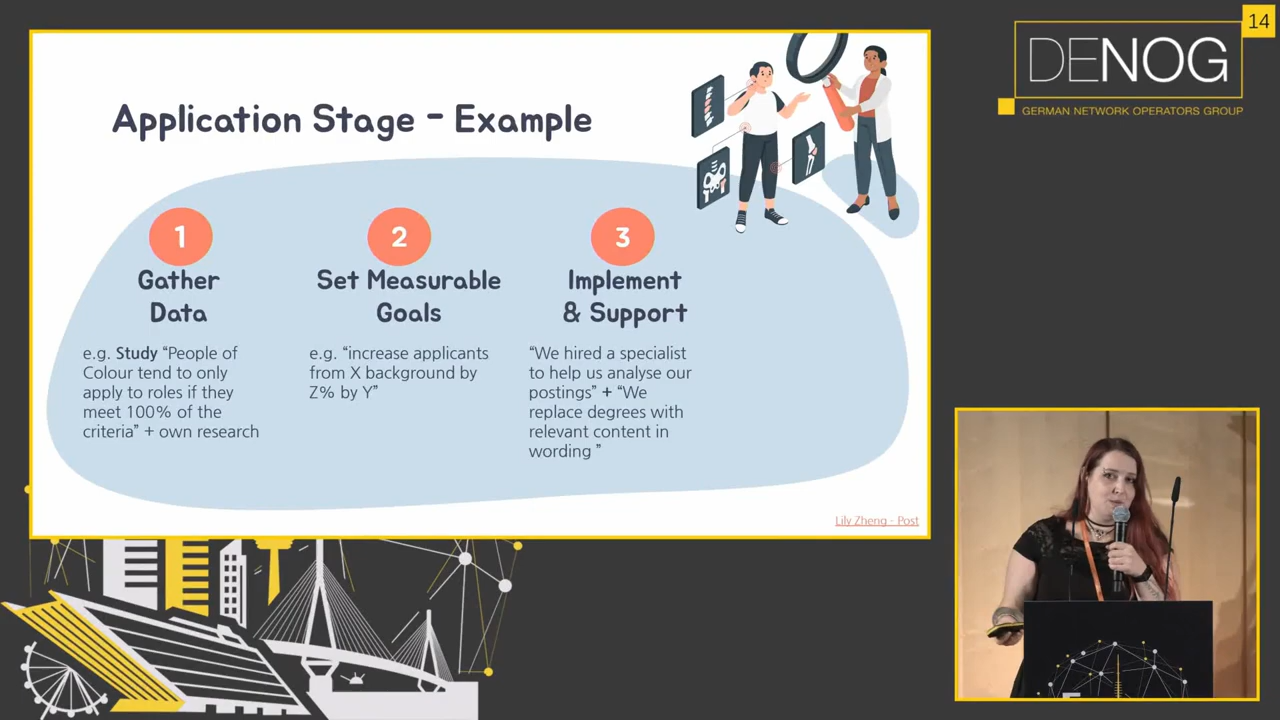 Application Stage - Example
1
Gather
Data
e.g. Study “People of
Colour tend to only
apply to roles if they
meet 100% of the
criteria” + own research
2
Set Measurable
Goals
e.g. “increase applicants
from X background by
Z% by Y”
3
Implement
& Support
“We hired a specialist
to help us analyse our
postings” + “We
replace degrees with
relevant content in
wording ”
Lily Zheng - Post
14
DENOG
GERMAN NETWORK OPERATORS GROUP